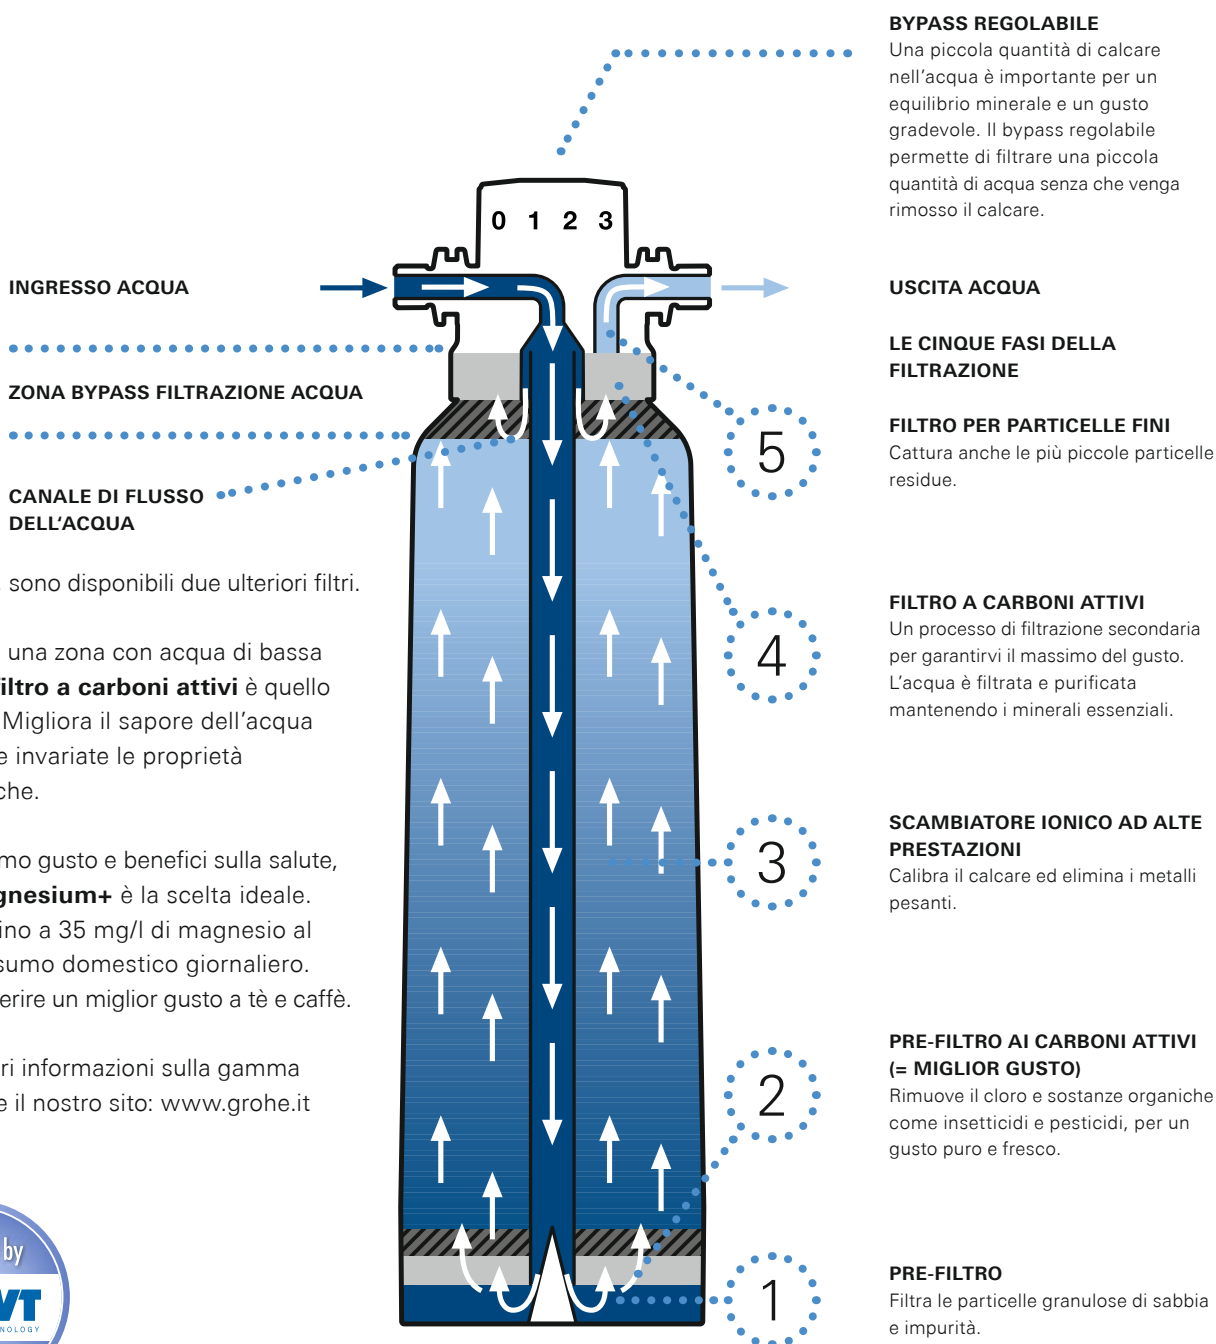 BYPASS REGOLABILE
Una piccola quantità di calcare
nell'acqua è importante per un
equilibrio minerale e un gusto
gradevole. Il bypass regolabile
permette di filtrare una piccola
quantità di acqua senza che venga
rimosso il calcare.
0 1 2 3
INGRESSO ACQUA
USCITA ACQUA
ZONA BYPASS FILTRAZIONE ACQUA
CANALE DI FLUSSO
DELL'ACQUA
LE CINQUE FASI DELLA
FILTRAZIONE
5
FILTRO PER PARTICELLE FINI
Cattura anche le più piccole particelle
residue.
4
FILTRO A CARBONI ATTIVI
Un processo di filtrazione secondaria
per garantirvi il massimo del gusto.
L'acqua è filtrata e purificata
mantenendo i minerali essenziali.
3
SCAMBIATORE IONICO AD ALTE
PRESTAZIONI
Calibra il calcare ed elimina i metalli
pesanti.
2
PRE-FILTRO AI CARBONI ATTIVI
(= MIGLIOR GUSTO)
Rimuove il cloro e sostanze organiche
come insetticidi e pesticidi, per un
gusto puro e fresco.
1
PRE-FILTRO
Filtra le particelle granulose di sabbia
e impurità.
sono disponibili due ulteriori filtri.
una zona con acqua di bassa
filtro a carboni attivi è quello
Migliora il sapore dell'acqua
e invariate le proprietà
che.
mo gusto e benefici sulla salute,
gnesium+ è la scelta ideale.
ino a 35 mg/l di magnesio al
sumo domestico giornaliero.
erire un miglior gusto a tè e caffè.
ri informazioni sulla gamma
e il nostro sito: www.grohe.it
by
VT
NOLOGY